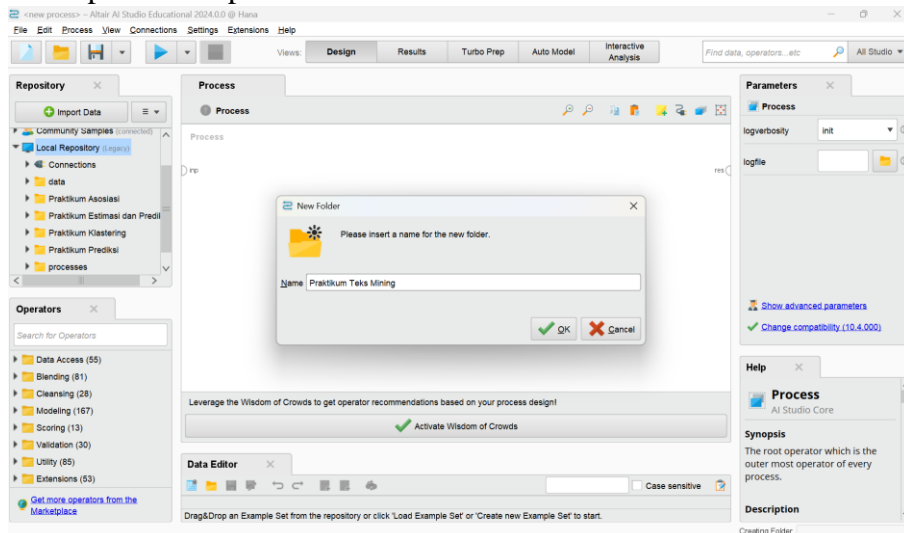 <new process> – Altair AI Studio Educational 2024.0.0 @ Hana
File Edit Process View Connections Settings Extensions Help
Views: Design Results Turbo Prep Auto Model Interactive Analysis
Find data, operators...etc
All Studio
Repository
Import Data
Community Samples (connected)
Local Repository (Legacy)
Connections
data
Praktikum Asosiasi
Praktikum Estimasi dan Predil
Praktikum Klastering
Praktikum Prediksi
processes
Operators
Search for Operators
Data Access (55)
Blending (81)
Cleansing (28)
Modeling (167)
Scoring (13)
Validation (30)
Utility (85)
Extensions (53)
Get more operators from the
Marketplace
Process
Process
Process
inp
res
New Folder
Please insert a name for the new folder.
Name Praktikum Teks Mining
OK Cancel
Leverage the Wisdom of Crowds to get operator recommendations based on your process design!
Activate Wisdom of Crowds
Data Editor
Case sensitive
Drag&Drop an Example Set from the repository or click 'Load Example Set' or 'Create new Example Set' to start.
Parameters
Process
logverbosity init
logfile
Show advanced parameters
Change compatibility (10.4.000)
Help
Process
AI Studio Core
Synopsis
The root operator which is the
outer most operator of every
process.
Description
Creating Folder